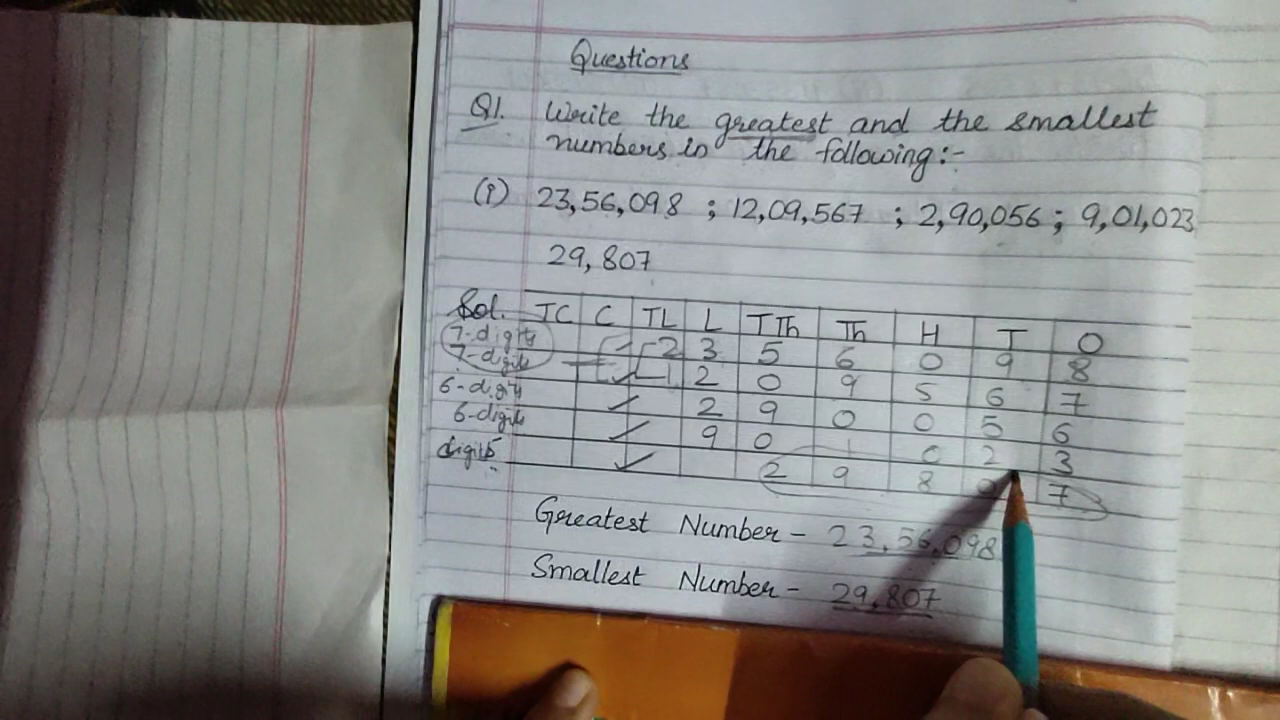 Questions
Q1. Write the greatest and the smallest
numbers in the following:-
(i) 23,56,098 ; 12,09,567 ; 2,90,056 ; 9,01,023
29,807
Sol. TC C TL L TTh Th H T O
7-digits 2 3 5 6 0 9 8
7-digits 1 2 0 9 5 6 7
6-digits 2 9 0 0 5 6
6-digits 9 0 1 0 2 3
digits 5 2 9 8 0 7
Greatest Number - 23,56,098
Smallest Number - 29,807